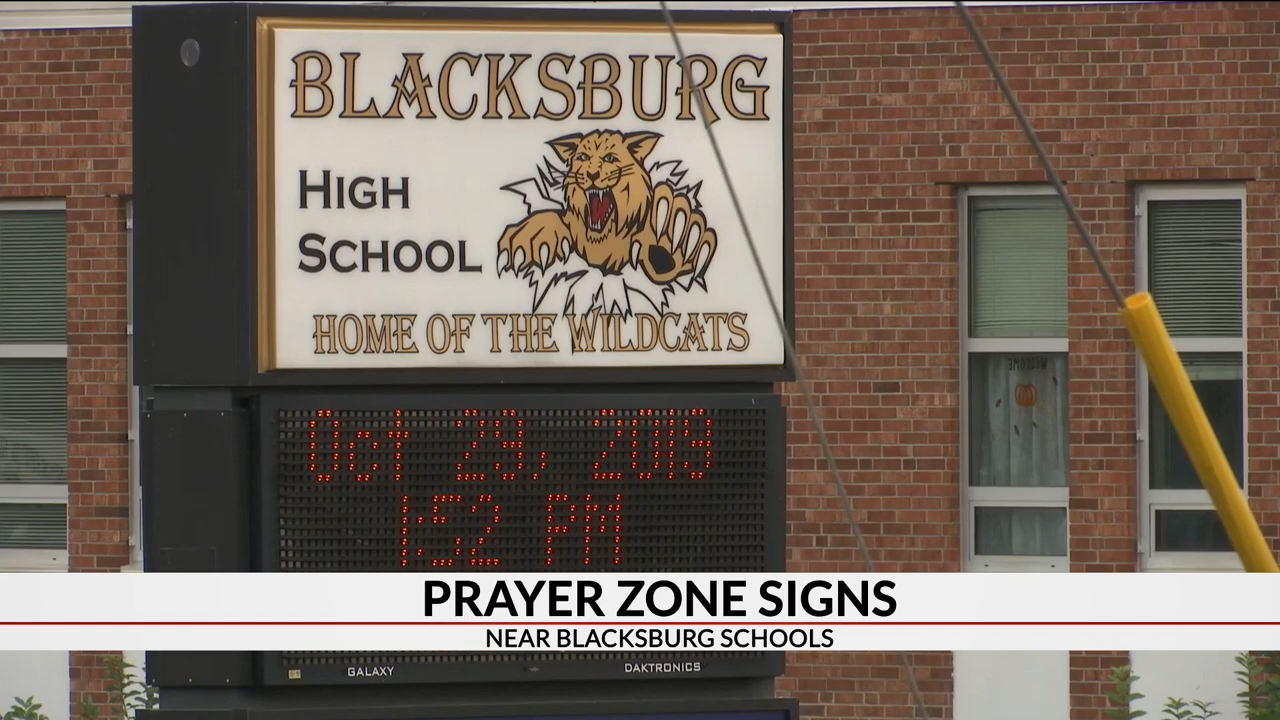 BLACKSBURG
HIGH
SCHOOL
HOME OF THE WILDCATS
Oct 29, 2019
1:52 PM
WELCOME
PRAYER ZONE SIGNS
NEAR BLACKSBURG SCHOOLS
GALAXY
DAKTRONICS